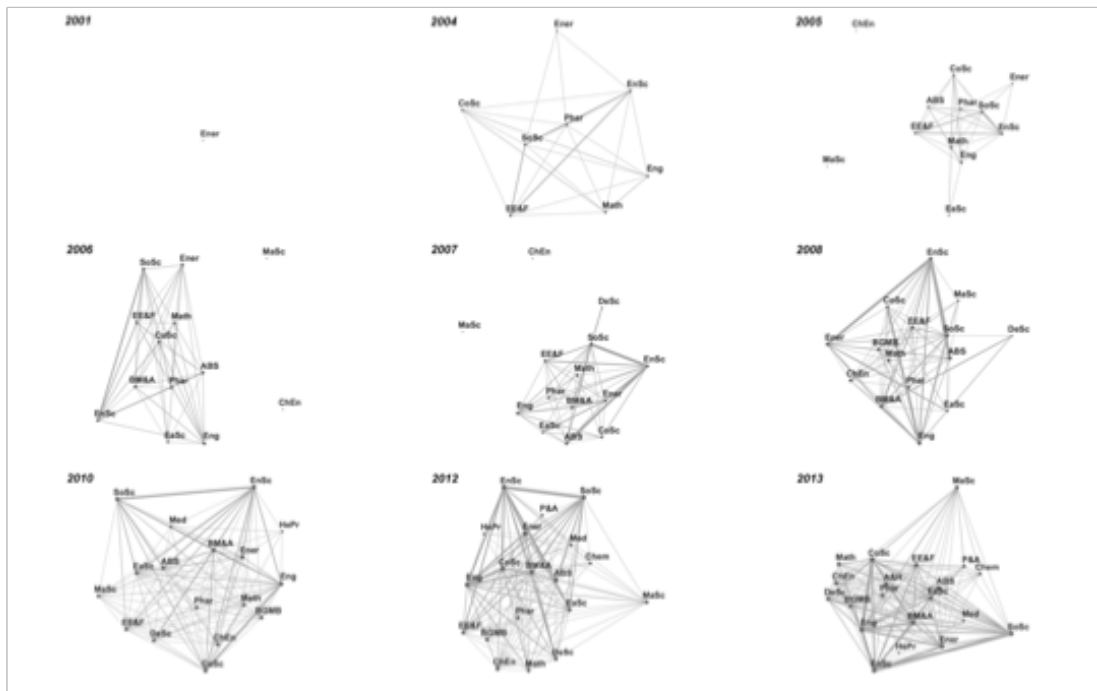 2001
Ener
2004
Ener
EnSc
CoSc
Phar
SoSc
Eng
EE&F
Math
2005
ChEn
CoSc
Ener
ABS
Phar
SoSc
EE&F
EnSc
Math
Eng
MaSc
EaSc
2006
SoSc
Ener
MaSc
EE&F
Math
CoSc
ABS
BM&A
Phar
ChEn
EnSc
EaSc
Eng
2007
ChEn
DeSc
MaSc
SoSc
EE&F
EnSc
Math
Phar
Ener
BM&A
Eng
EaSc
CoSc
ABS
2008
EnSc
CoSc
MaSc
EE&F
SoSc
DeSc
Ener
BGMB
Math
ABS
ChEn
Phar
BM&A
EaSc
Eng
2010
SoSc
EnSc
Med
HePr
BM&A
Ener
EaSc
ABS
Eng
MaSc
Phar
Math
BGMB
EE&F
DeSc
ChEn
CoSc
2012
EnSc
SoSc
P&A
HePr
Ener
Med
Chem
CoSc
BM&A
ABS
Eng
MaSc
EaSc
Phar
EE&F
BGMB
DeSc
ChEn
Math
2013
MaSc
Math
CoSc
EE&F
P&A
Chem
ChEn
A&H
ABS
DeSc
Phar
EaSc
BGMB
BM&A
Med
Eng
SoSc
HePr
Ener
EnSc